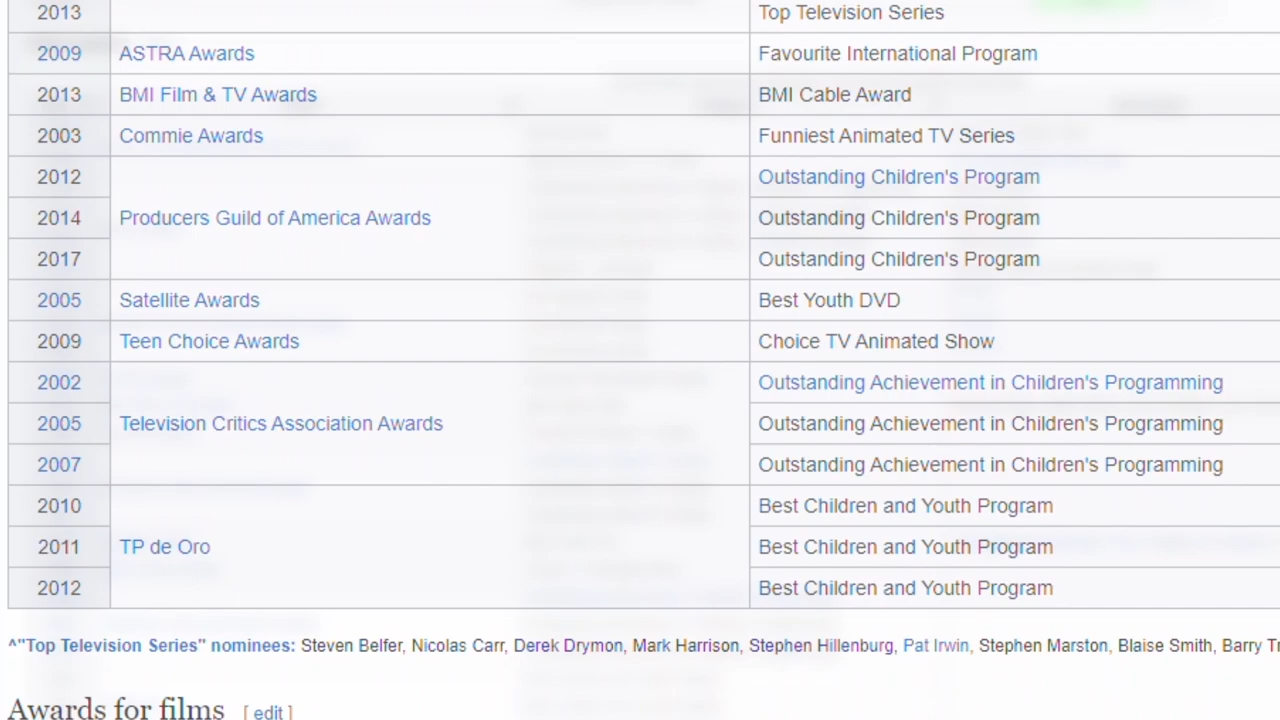 2013 Top Television Series
2009 ASTRA Awards Favourite International Program
2013 BMI Film & TV Awards BMI Cable Award
2003 Commie Awards Funniest Animated TV Series
2012 Outstanding Children's Program
2014 Producers Guild of America Awards Outstanding Children's Program
2017 Outstanding Children's Program
2005 Satellite Awards Best Youth DVD
2009 Teen Choice Awards Choice TV Animated Show
2002 Outstanding Achievement in Children's Programming
2005 Television Critics Association Awards Outstanding Achievement in Children's Programming
2007 Outstanding Achievement in Children's Programming
2010 Best Children and Youth Program
2011 TP de Oro Best Children and Youth Program
2012 Best Children and Youth Program
^"Top Television Series" nominees: Steven Belfer, Nicolas Carr, Derek Drymon, Mark Harrison, Stephen Hillenburg, Pat Irwin, Stephen Marston, Blaise Smith, Barry
Awards for films [ edit ]